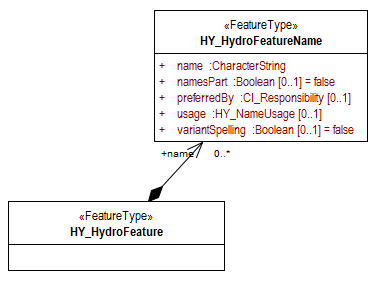 «FeatureType»
HY_HydroFeatureName
+ name :CharacterString
+ namesPart :Boolean [0..1] = false
+ preferredBy :CI_Responsibility [0..1]
+ usage :HY_NameUsage [0..1]
+ variantSpelling :Boolean [0..1] = false
+name 0..*
«FeatureType»
HY_HydroFeature